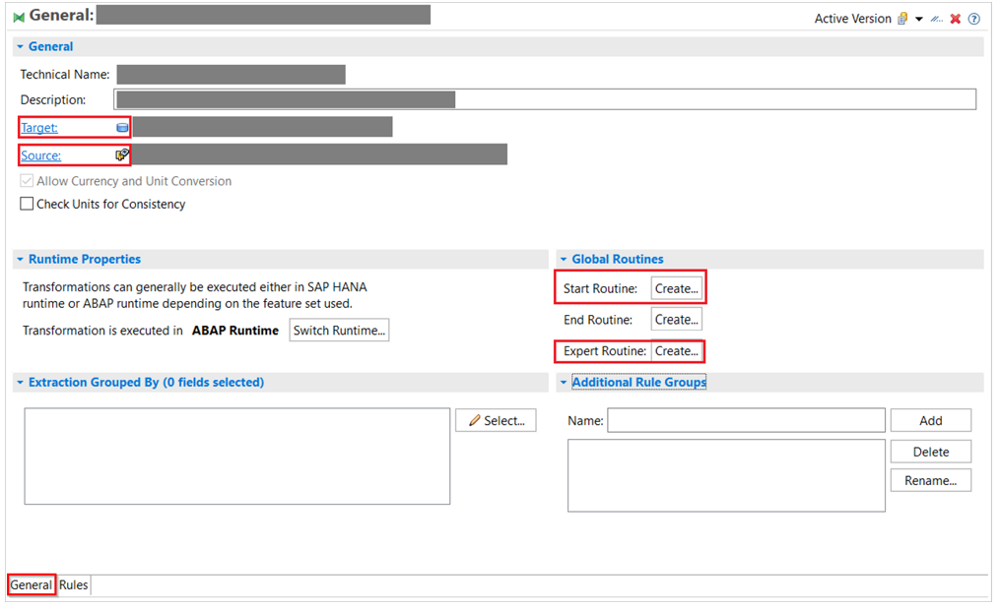 General:
Active Version
General
Technical Name:
Description:
Target:
Source:
Allow Currency and Unit Conversion
Check Units for Consistency
Runtime Properties
Transformations can generally be executed either in SAP HANA
runtime or ABAP runtime depending on the feature set used.
Transformation is executed in ABAP Runtime Switch Runtime...
Global Routines
Start Routine: Create...
End Routine: Create...
Expert Routine: Create...
Extraction Grouped By (0 fields selected)
Select...
Additional Rule Groups
Name: Add
Delete
Rename...
General Rules